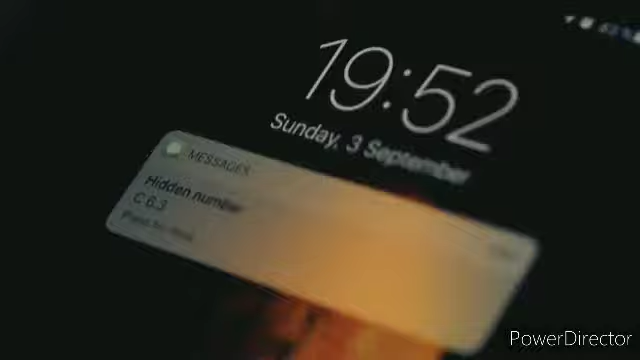 19:52
Sunday, 3 September
MESSAGES
Hidden number
C 6.3
PowerDirector